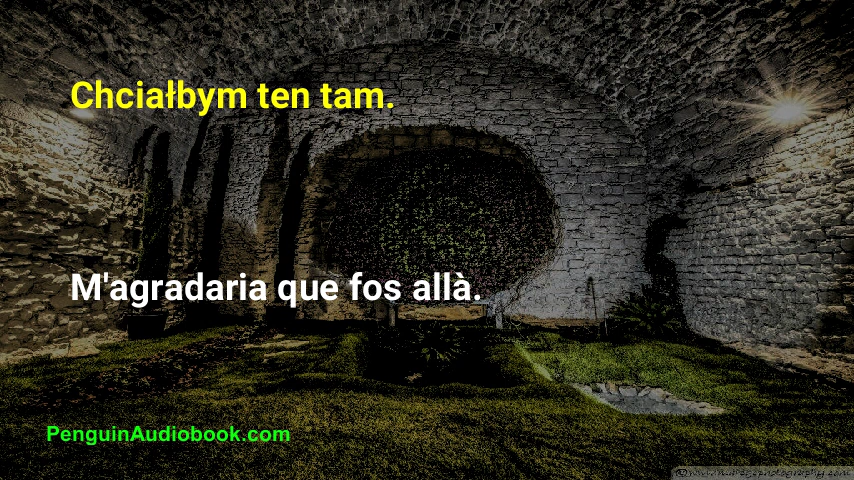 Chciałbym ten tam.
M'agradaria que fos allà.
PenguinAudiobook.com